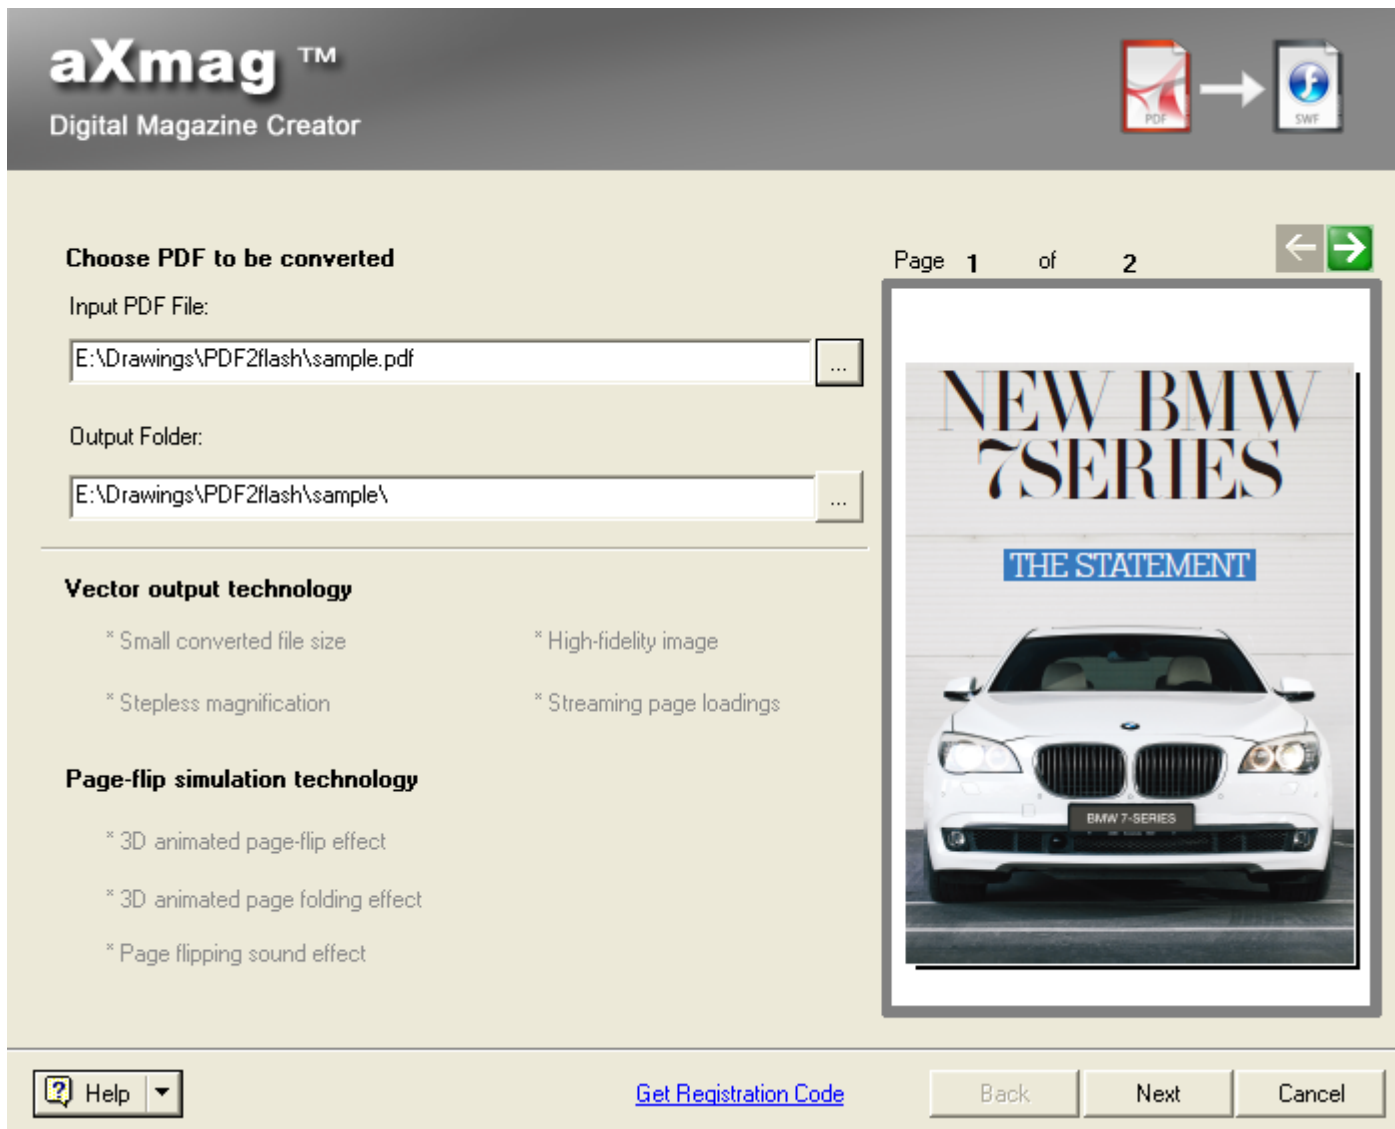 aXmag ™
Digital Magazine Creator
PDF
SWF
Choose PDF to be converted
Input PDF File:
E:\Drawings\PDF2flash\sample.pdf
...
Output Folder:
E:\Drawings\PDF2flash\sample\
...
Vector output technology
* Small converted file size
* High-fidelity image
* Stepless magnification
* Streaming page loadings
Page-flip simulation technology
* 3D animated page-flip effect
* 3D animated page folding effect
* Page flipping sound effect
Page 1 of 2
NEW BMW
7SERIES
THE STATEMENT
BMW 7-SERIES
Help
Get Registration Code
Back
Next
Cancel